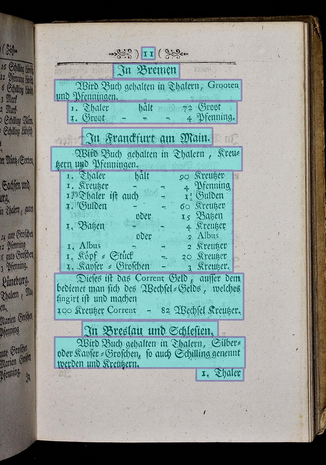 11
In Bremen
Wird Buch gehalten in Thalern, Grooten
und Pfenningen.
1. Thaler hält 72 Groot
1. Groot - - 4 Pfenning.
In Franckfurt am Main.
Wird Buch gehalten in Thalern, Kreu-
tzern und Pfenningen.
1. Thaler hält 90 Kreutzer
1. Kreutzer - - 4 Pfenning
1. Thaler ist auch - 1½ Gulden
1. Gulden - - 60 Kreutzer
oder 15 Batzen
1. Batzen - - 4 Kreutzer
oder 2 Albus
1. Albus - - 2 Kreutzer
1. Kopf-Stück - 20 Kreutzer
1. Kayser-Groschen - 3 Kreutzer.
Dieses ist das Corrent Geld, ausser dem
bedienet man sich des Wechsel-Gelds, welches
fingirt ist und machen
100 Kreutzer Corrent - 82 Wechsel Kreutzer.
In Breslau und Schlesien.
Wird Buch gehalten in Thalern, Silber-
oder Kayser-Groschen, so auch Schilling genennt
werden und Kreutzern.
1. Thaler